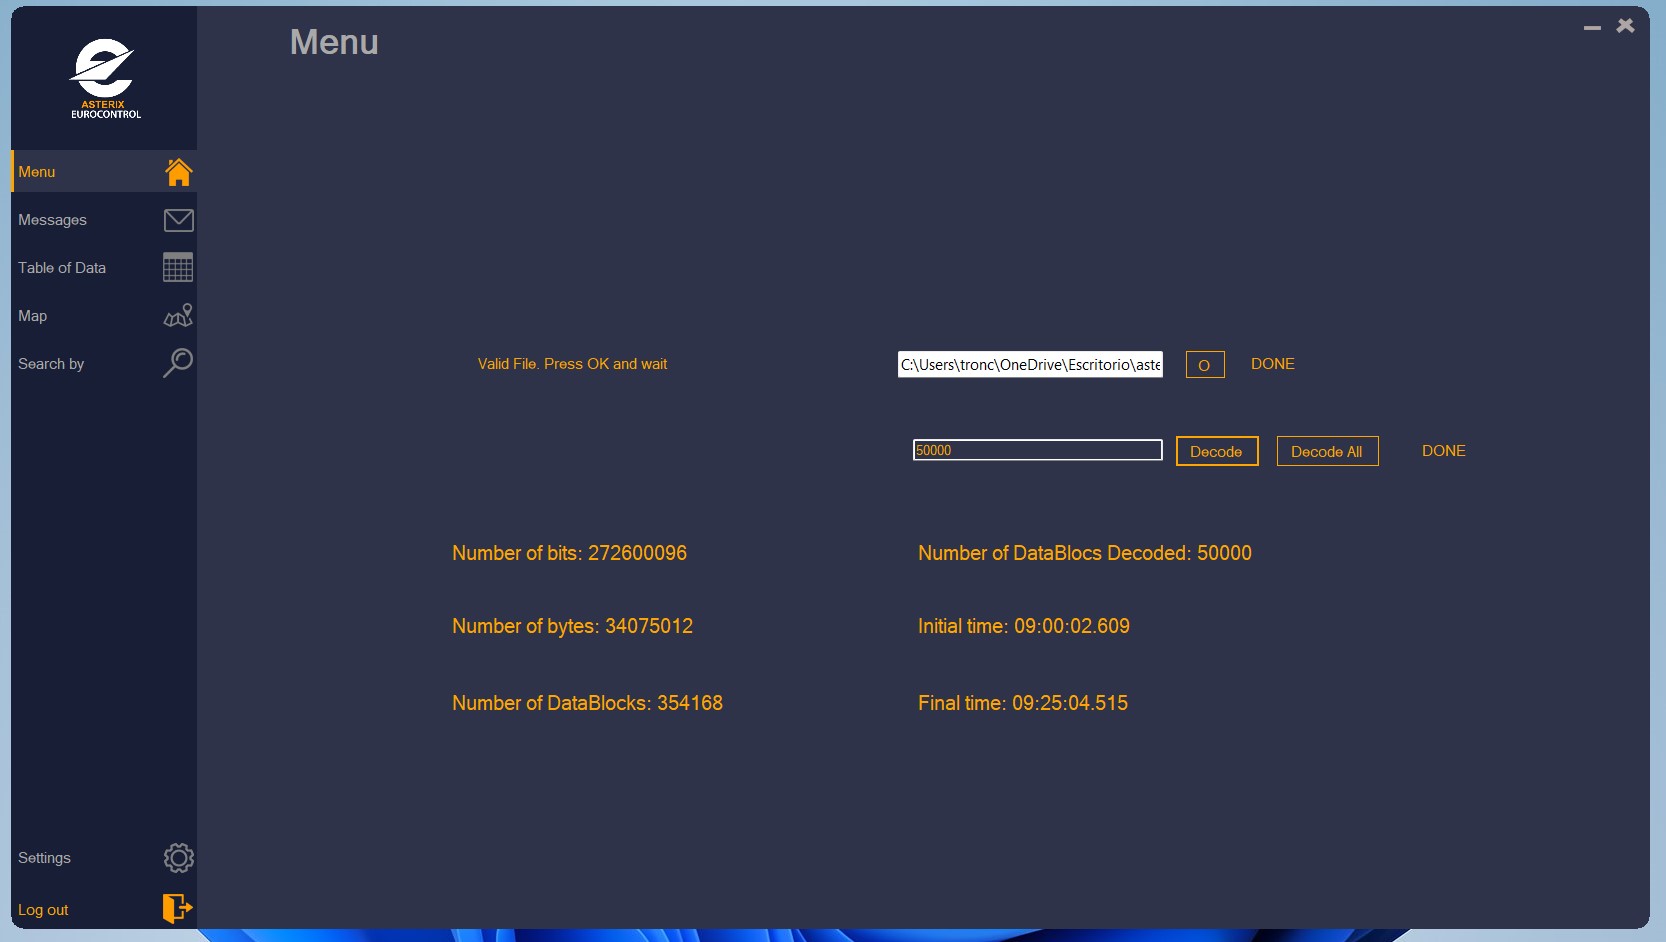 Menu
ASTERIX
EUROCONTROL
Menu
Messages
Table of Data
Map
Search by
Valid File. Press OK and wait
C:\Users\tronc\OneDrive\Escritorio\aste
O
DONE
50000
Decode
Decode All
DONE
Number of bits: 272600096
Number of DataBlocs Decoded: 50000
Number of bytes: 34075012
Initial time: 09:00:02.609
Number of DataBlocks: 354168
Final time: 09:25:04.515
Settings
Log out